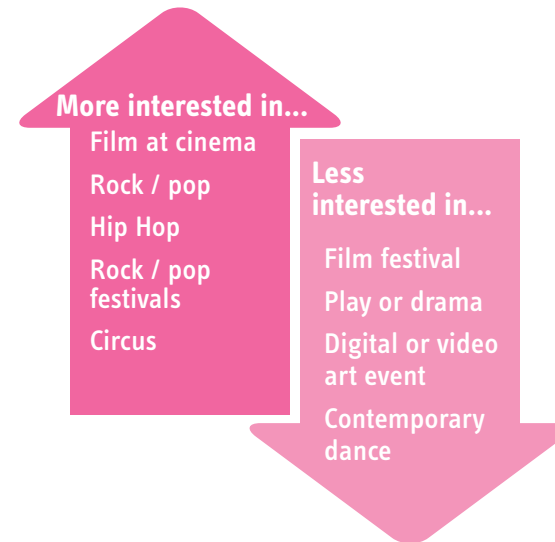 More interested in...
Film at cinema
Rock / pop
Hip Hop
Rock / pop
festivals
Circus
Less
interested in...
Film festival
Play or drama
Digital or video
art event
Contemporary
dance